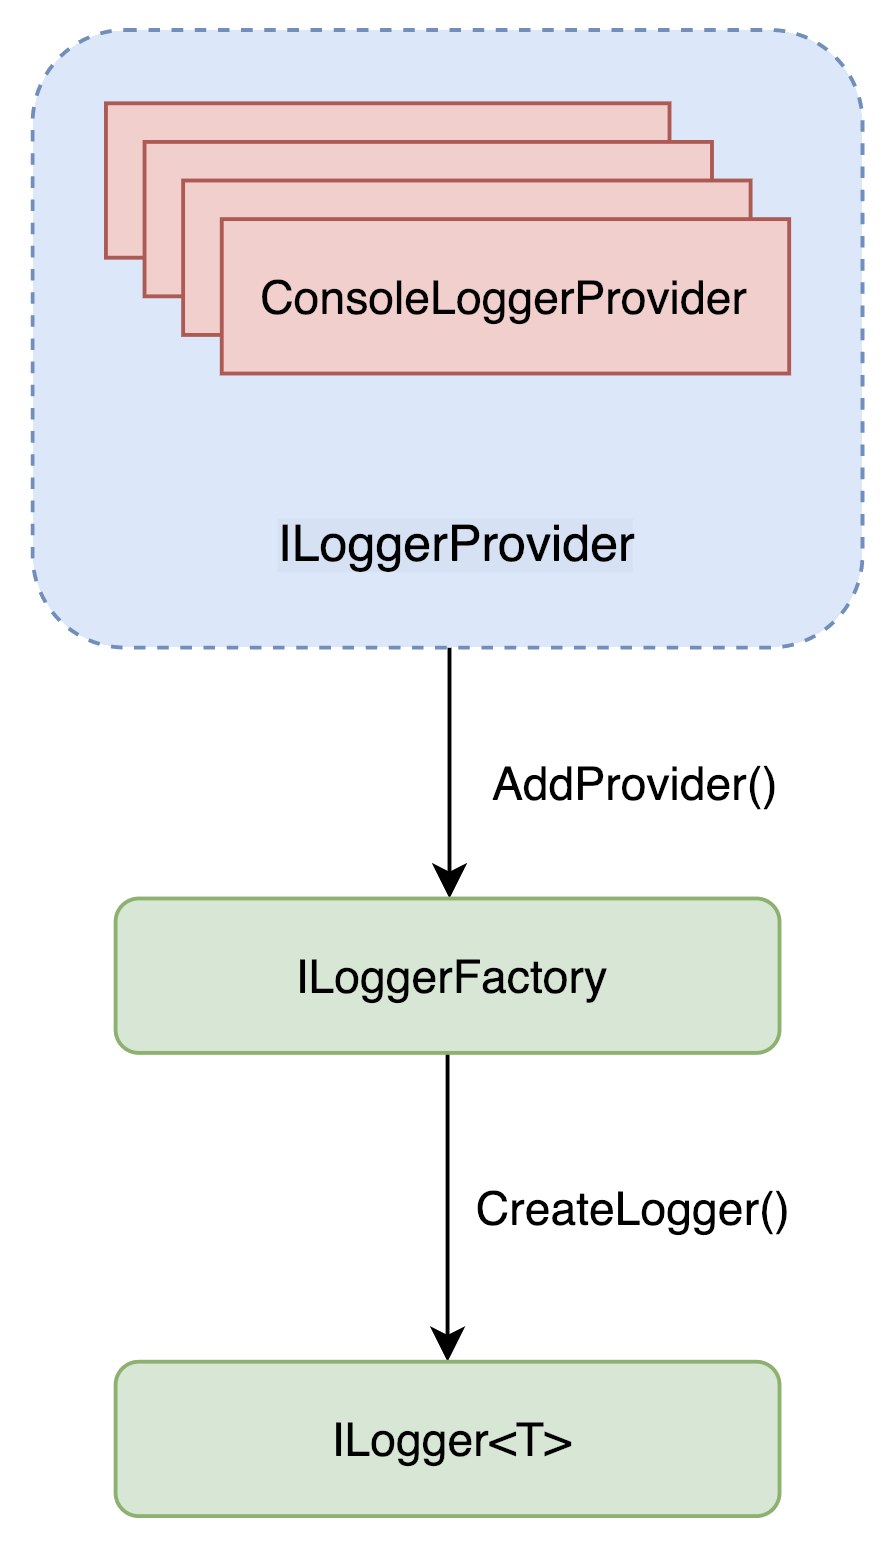 ConsoleLoggerProvider
ILoggerProvider
AddProvider()
ILoggerFactory
CreateLogger()
ILogger<T>